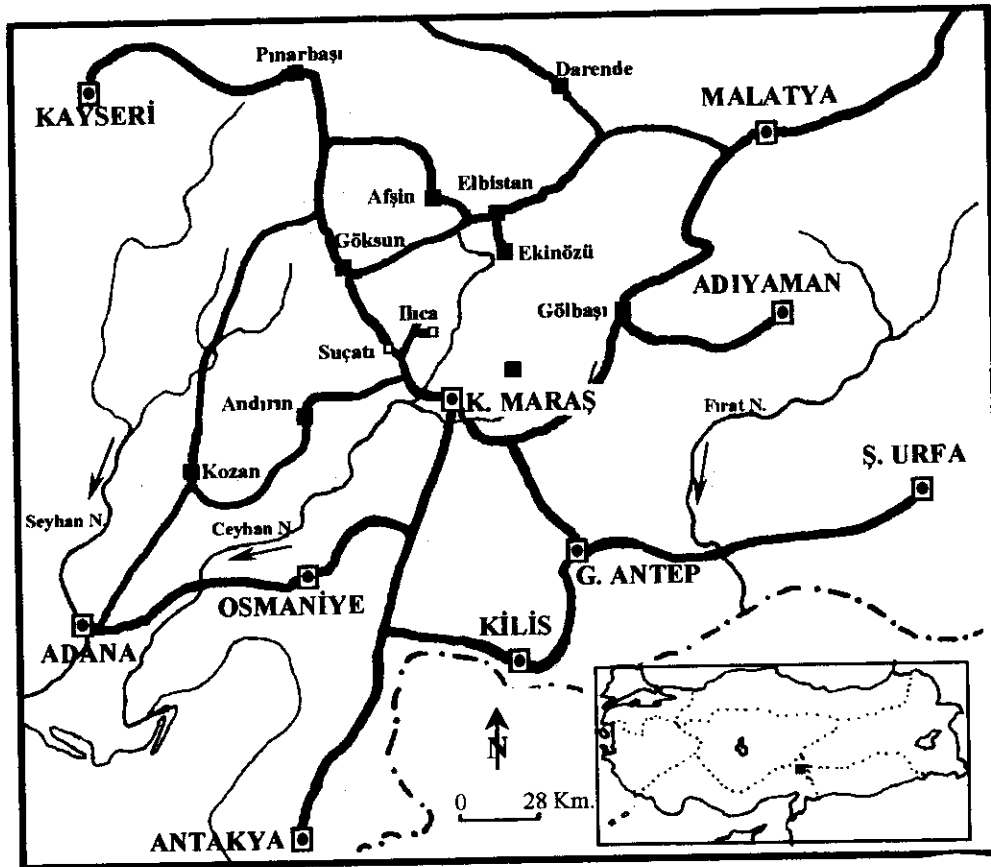 Pınarbaşı
KAYSERİ
Darende
MALATYA
Afşin
Elbistan
Göksun
Ekinözü
ADIYAMAN
Ilıca
Gölbaşı
Suçatı
Andırın
K. MARAŞ
Fırat N.
Kozan
Ş. URFA
Seyhan N.
Ceyhan N.
G. ANTEP
OSMANİYE
ADANA
KİLİS
N
0 28 Km.
ANTAKYA